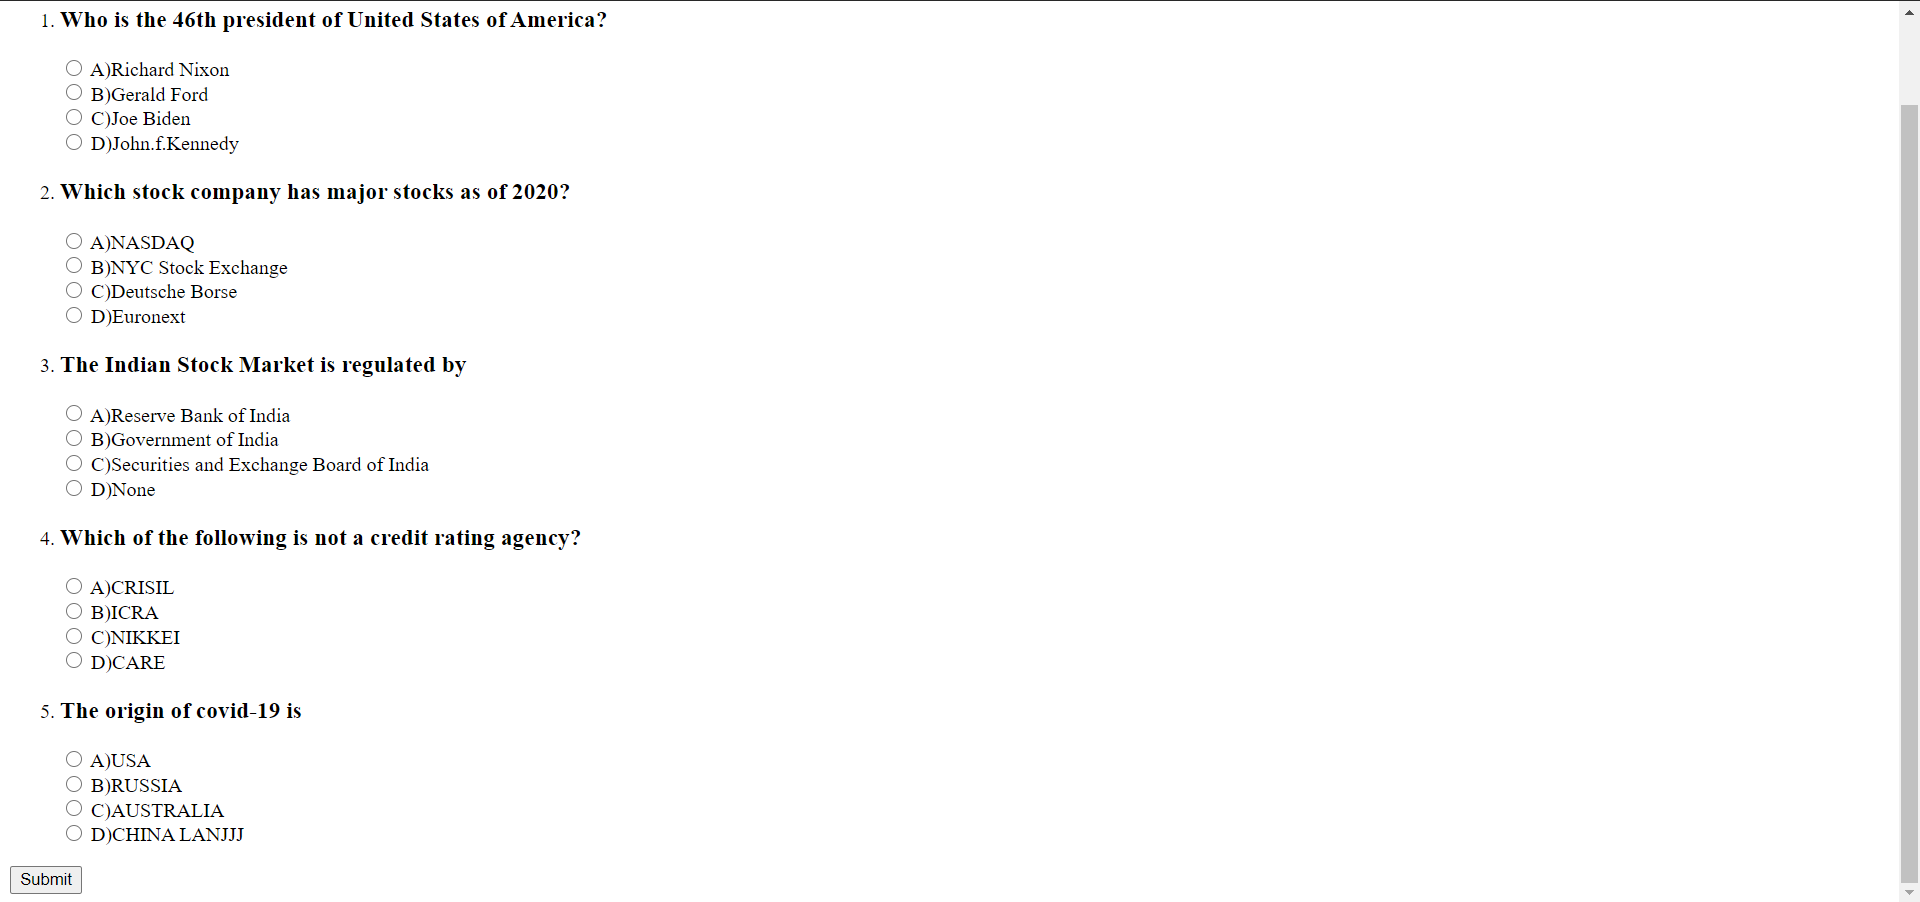 1. Who is the 46th president of United States of America?
A)Richard Nixon
B)Gerald Ford
C)Joe Biden
D)John.f.Kennedy
2. Which stock company has major stocks as of 2020?
A)NASDAQ
B)NYC Stock Exchange
C)Deutsche Borse
D)Euronext
3. The Indian Stock Market is regulated by
A)Reserve Bank of India
B)Government of India
C)Securities and Exchange Board of India
D)None
4. Which of the following is not a credit rating agency?
A)CRISIL
B)ICRA
C)NIKKEI
D)CARE
5. The origin of covid-19 is
A)USA
B)RUSSIA
C)AUSTRALIA
D)CHINA LANJJJ
Submit